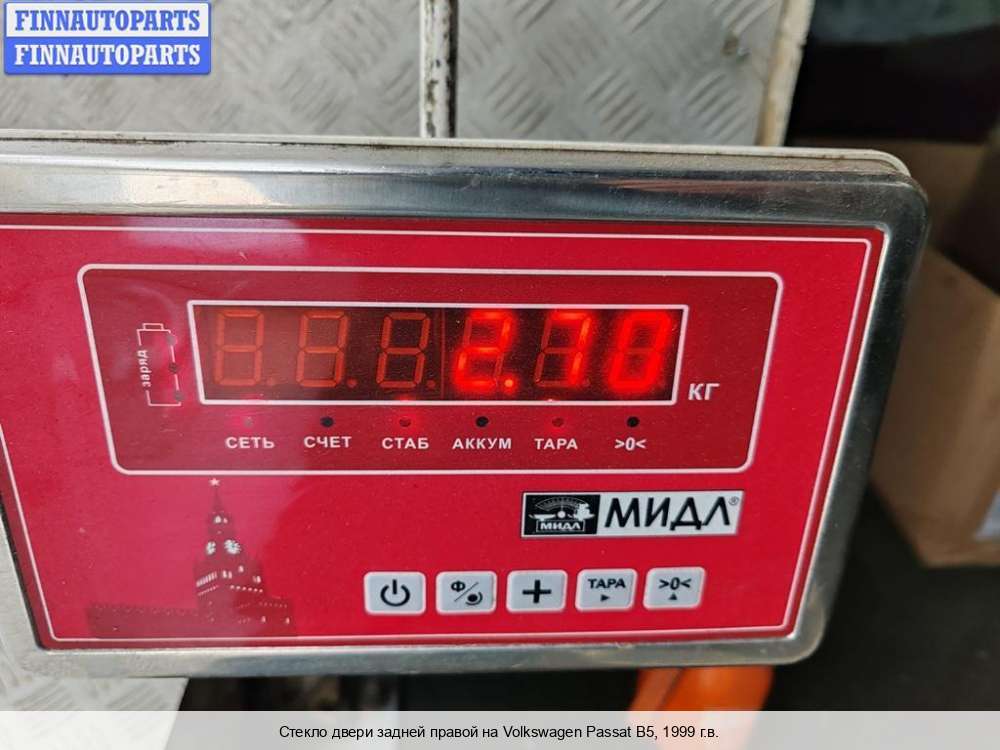 FINNAUTOPARTS
FINNAUTOPARTS
заряд
2.70
КГ
СЕТЬ СЧЕТ СТАБ АККУМ ТАРА >0<
МИДЛ МИДЛ®
Ф/ + ТАРА >0<
Стекло двери задней правой на Volkswagen Passat B5, 1999 г.в.